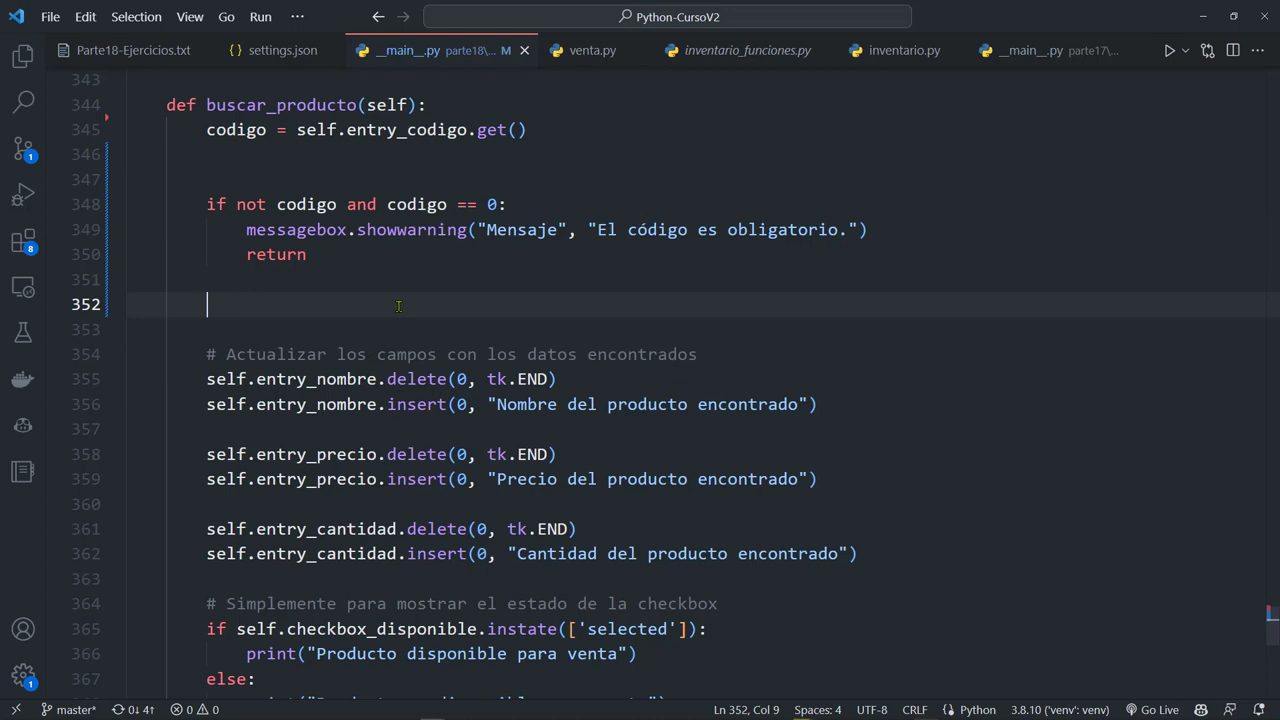 File Edit Selection View Go Run ··· Python-CursoV2
Parte18-Ejercicios.txt settings.json __main__.py parte18\... M venta.py inventario_funciones.py inventario.py __main__.py parte17\...
343
344 def buscar_producto(self):
345 codigo = self.entry_codigo.get()
346
347
348 if not codigo and codigo == 0:
349 messagebox.showwarning("Mensaje", "El código es obligatorio.")
350 return
351
352
353
354 # Actualizar los campos con los datos encontrados
355 self.entry_nombre.delete(0, tk.END)
356 self.entry_nombre.insert(0, "Nombre del producto encontrado")
357
358 self.entry_precio.delete(0, tk.END)
359 self.entry_precio.insert(0, "Precio del producto encontrado")
360
361 self.entry_cantidad.delete(0, tk.END)
362 self.entry_cantidad.insert(0, "Cantidad del producto encontrado")
363
364 # Simplemente para mostrar el estado de la checkbox
365 if self.checkbox_disponible.instate(['selected']):
366 print("Producto disponible para venta")
367 else:
1
8
1
master* 0↓ 4↑ 0 0 Ln 352, Col 9 Spaces: 4 UTF-8 CRLF Python 3.8.10 ('venv': venv) Go Live